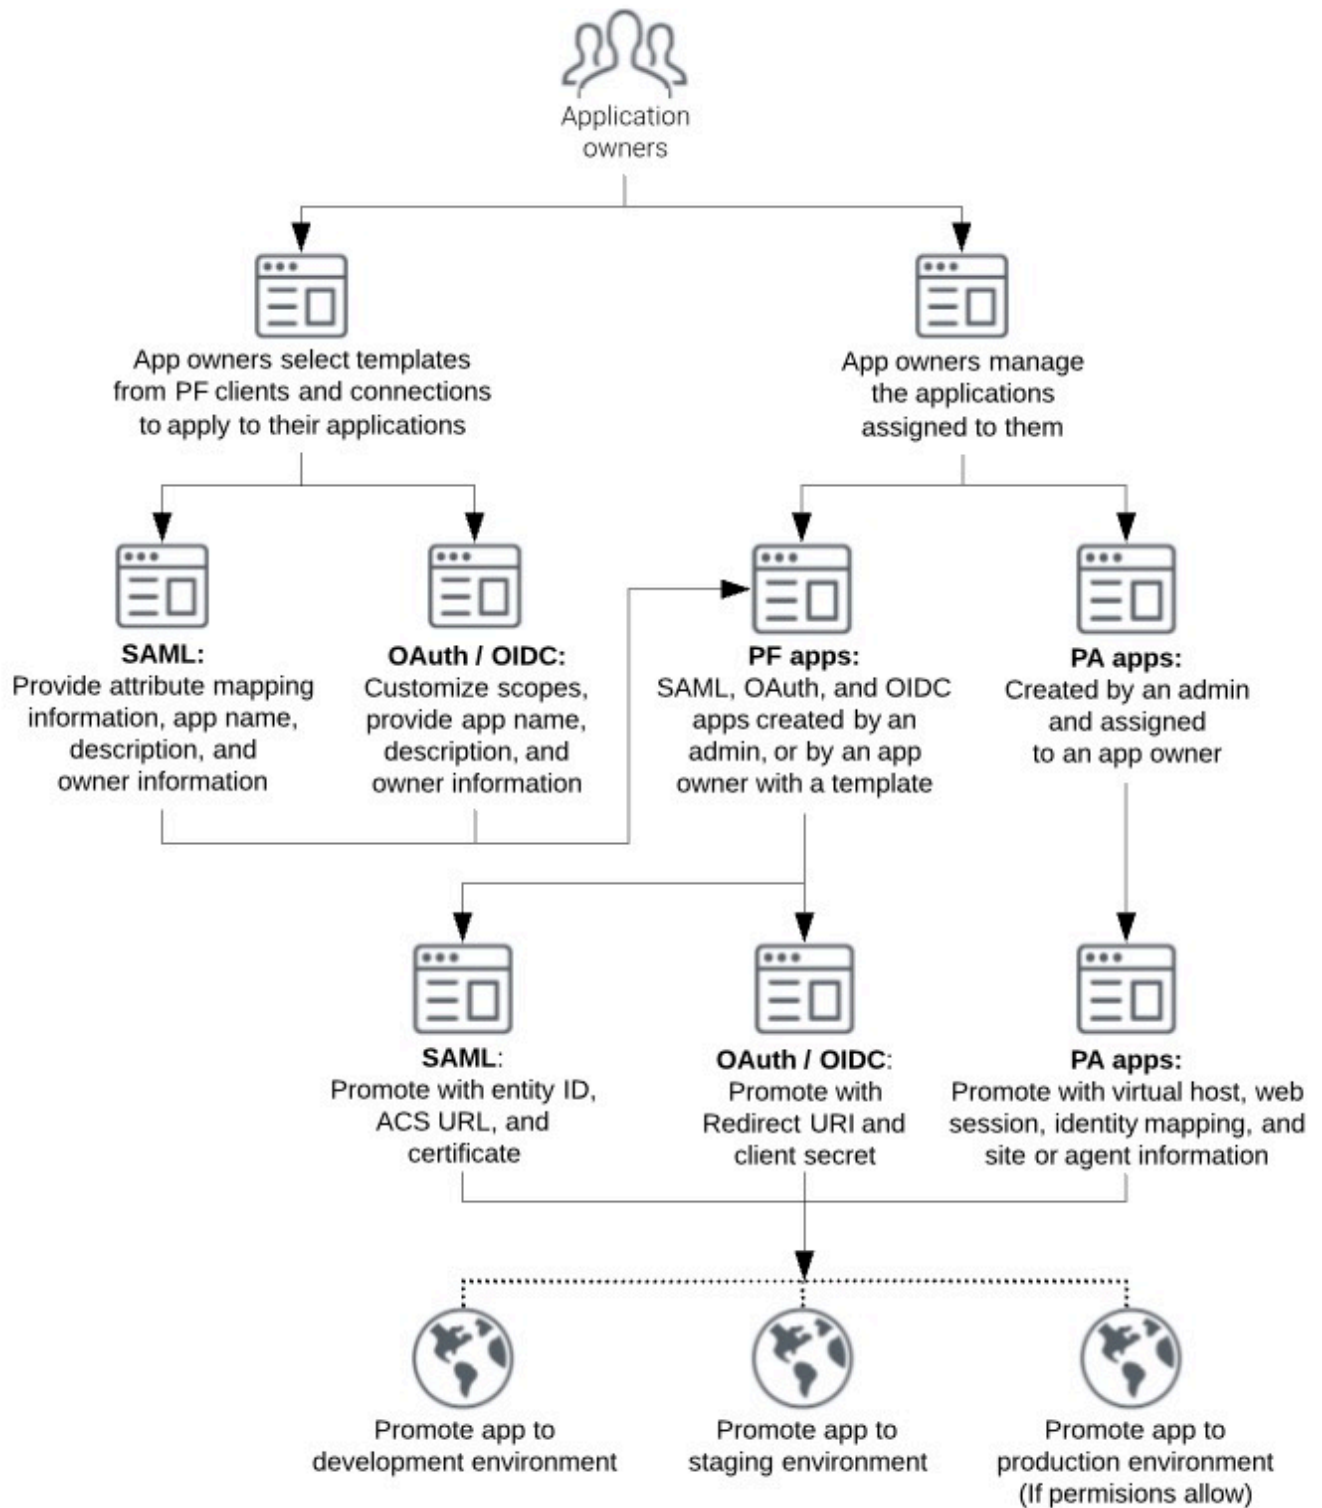 Application
owners
App owners select templates
from PF clients and connections
to apply to their applications
App owners manage
the applications
assigned to them
SAML:
Provide attribute mapping
information, app name,
description, and
owner information
OAuth / OIDC:
Customize scopes,
provide app name,
description, and
owner information
PF apps:
SAML, OAuth, and OIDC
apps created by an
admin, or by an app
owner with a template
PA apps:
Created by an admin
and assigned
to an app owner
SAML:
Promote with entity ID,
ACS URL, and
certificate
OAuth / OIDC:
Promote with
Redirect URI and
client secret
PA apps:
Promote with virtual host, web
session, identity mapping, and
site or agent information
Promote app to
development environment
Promote app to
staging environment
Promote app to
production environment
(If permisions allow)